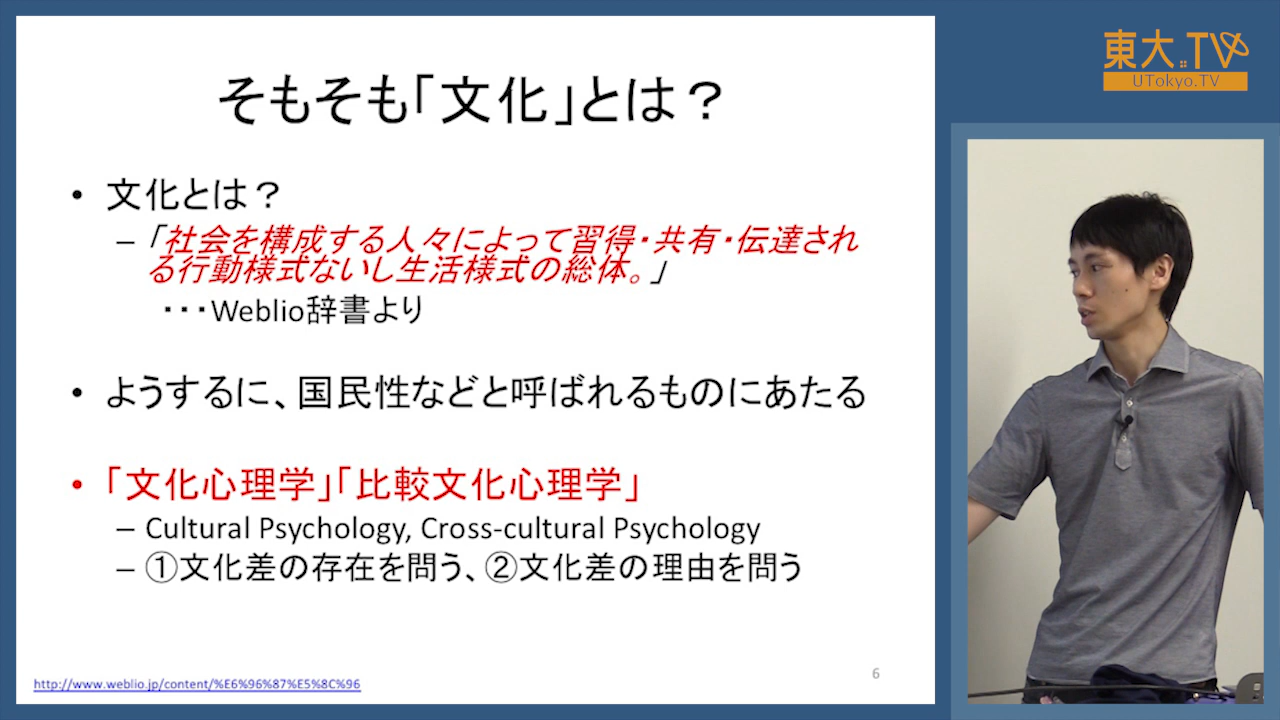 そもそも「文化」とは？
• 文化とは？
– 「社会を構成する人々によって習得・共有・伝達され
る行動様式ないし生活様式の総体。」
・・・Weblio辞書より
• ようするに、国民性などと呼ばれるものにあたる
• 「文化心理学」「比較文化心理学」
– Cultural Psychology, Cross-cultural Psychology
– ①文化差の存在を問う、②文化差の理由を問う
http://www.weblio.jp/content/%E6%96%87%E5%8C%96
6
東大TV
UTokyo.TV